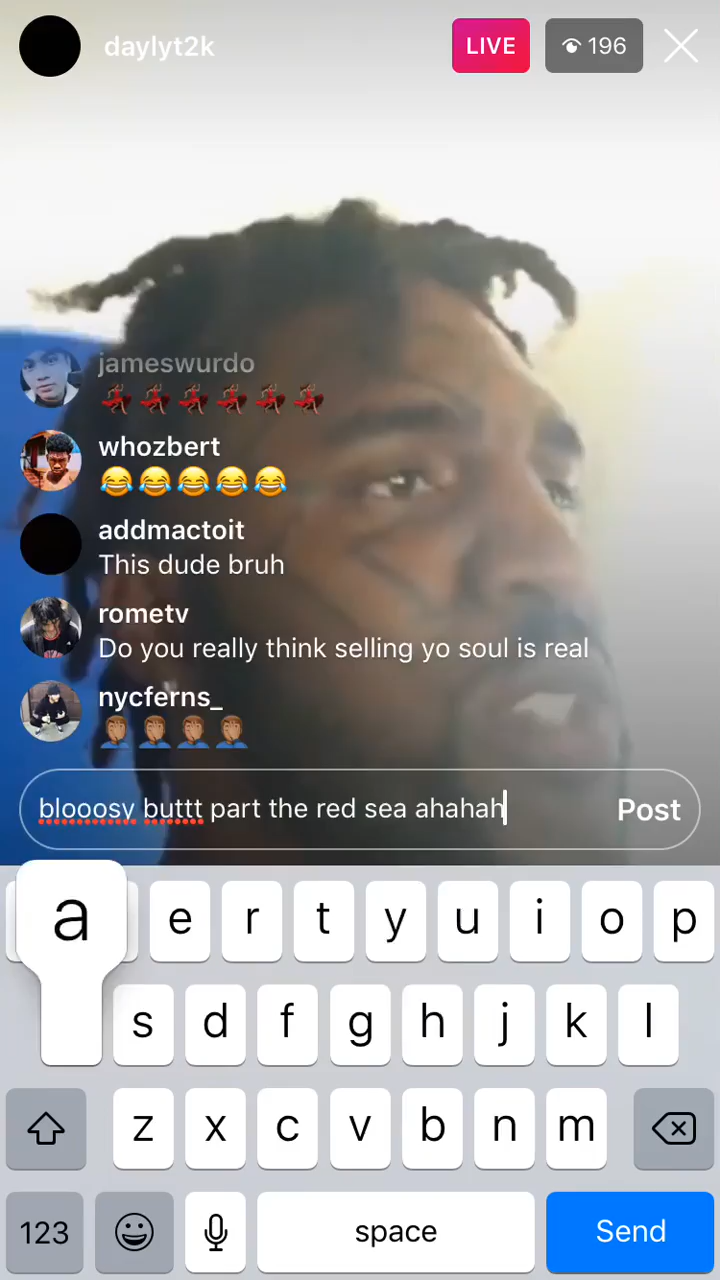 daylyt2k
LIVE
196
jameswurdo
💃🏾💃🏾💃🏾💃🏾💃🏾💃🏾
whozbert
😂😂😂😂😂
addmactoit
This dude bruh
rometv
Do you really think selling yo soul is real
nycferns_
🤦🏽‍♂️🤦🏽‍♂️🤦🏽‍♂️🤦🏽‍♂️
blooosy buttt part the red sea ahahah
Post
a e r t y u i o p
s d f g h j k l
z x c v b n m
123 space Send